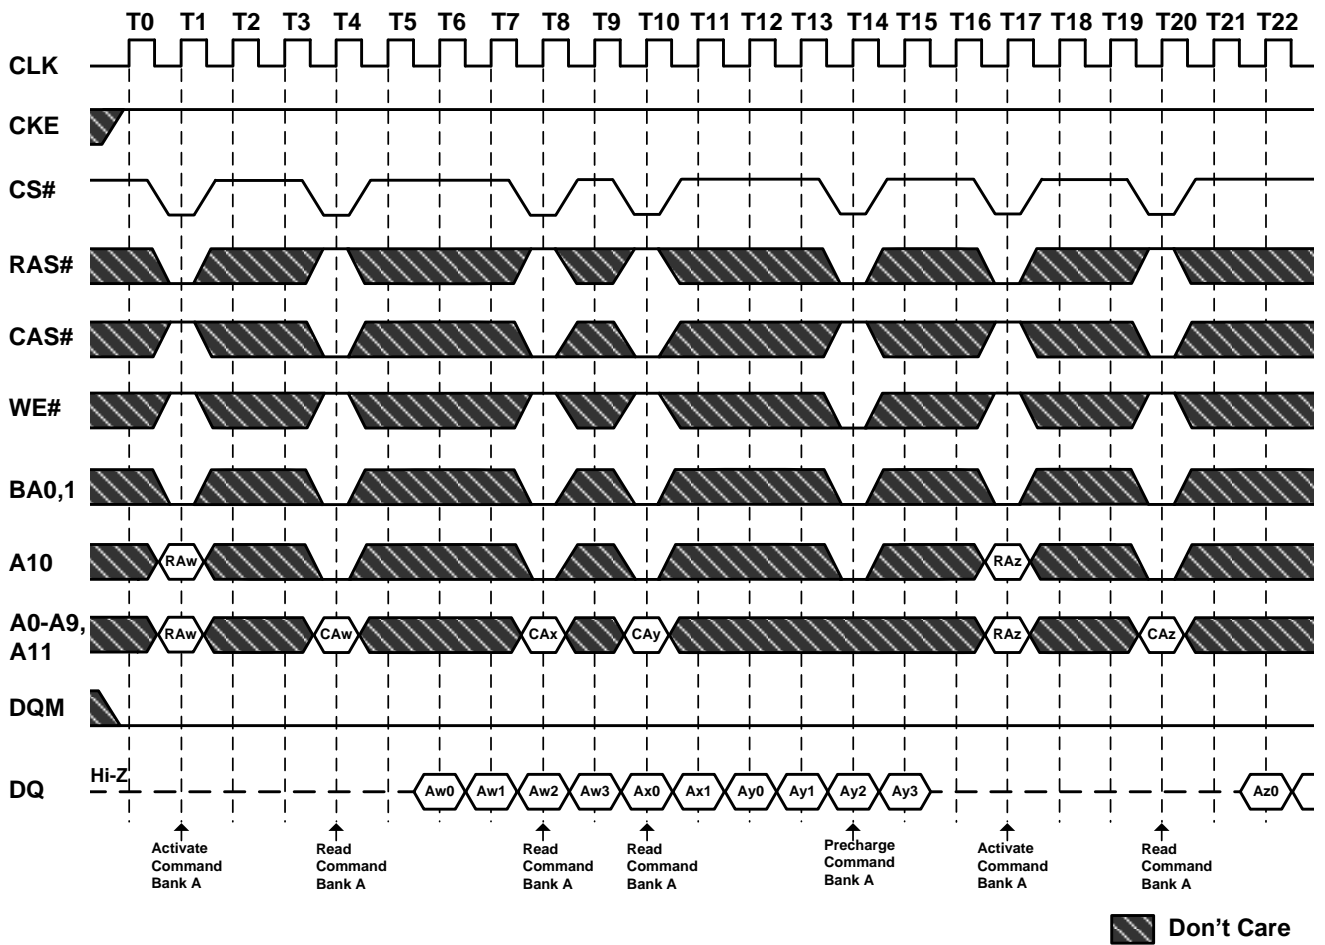 T0 T1 T2 T3 T4 T5 T6 T7 T8 T9 T10 T11 T12 T13 T14 T15 T16 T17 T18 T19 T20 T21 T22
CLK
CKE
CS#
RAS#
CAS#
WE#
BA0,1
A10 RAw RAz
A0-A9,
A11
RAw CAw CAx CAy RAz CAz
DQM
Hi-Z
DQ Aw0 Aw1 Aw2 Aw3 Ax0 Ax1 Ay0 Ay1 Ay2 Ay3 Az0
Activate
Command
Bank A
Read
Command
Bank A
Read
Command
Bank A
Read
Command
Bank A
Precharge
Command
Bank A
Activate
Command
Bank A
Read
Command
Bank A
Don't Care